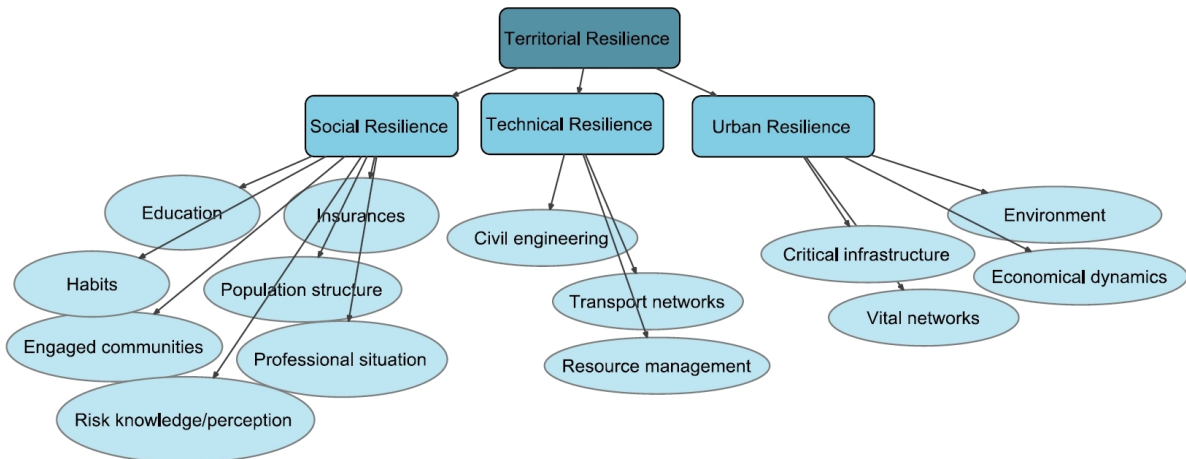 Territorial Resilience
Social Resilience
Technical Resilience
Urban Resilience
Education
Insurances
Environment
Civil engineering
Critical infrastructure
Habits
Population structure
Economical dynamics
Transport networks
Vital networks
Engaged communities
Professional situation
Resource management
Risk knowledge/perception